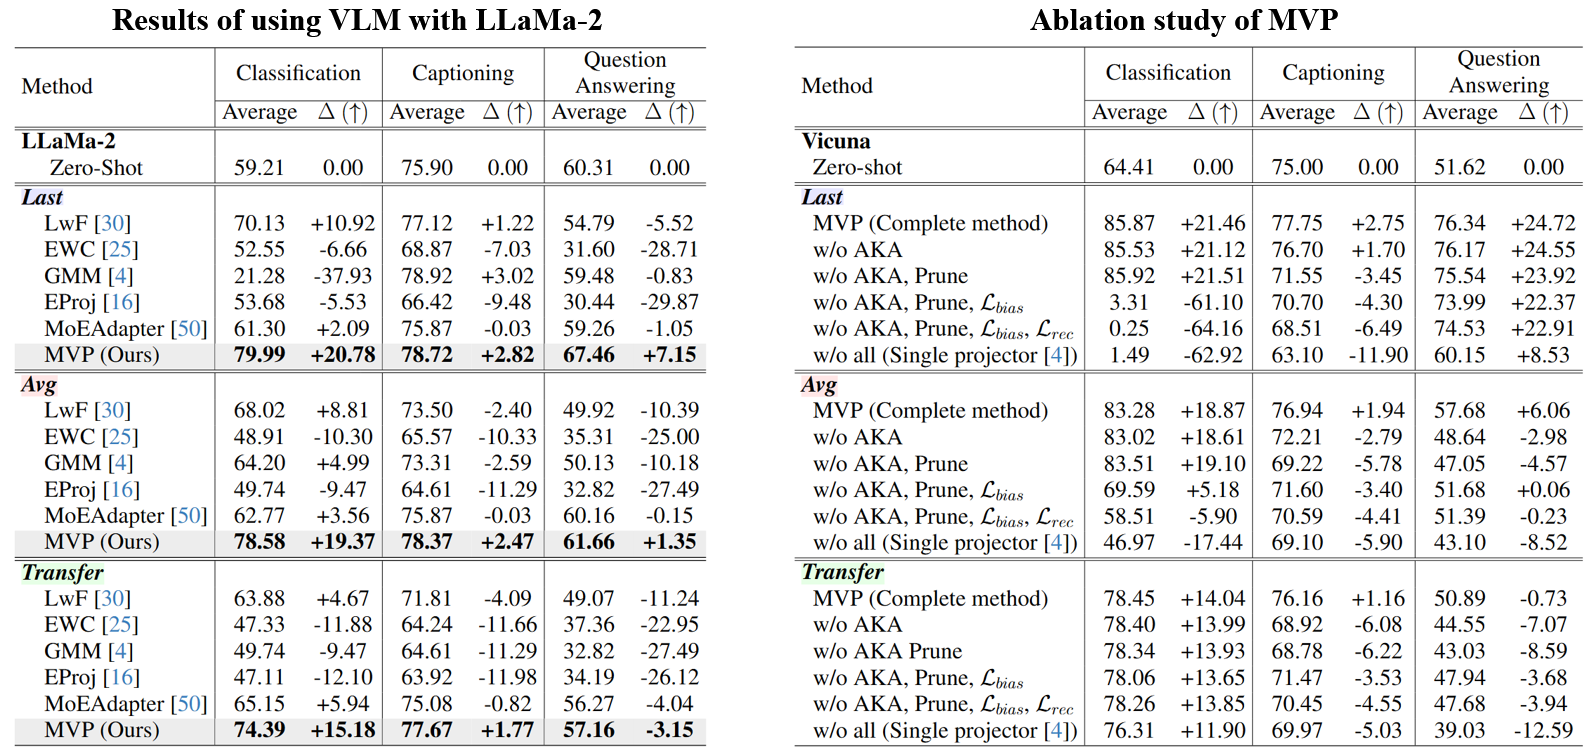 Results of using VLM with LLaMa-2
Method Classification Captioning Question Answering
Average Δ (↑) Average Δ (↑) Average Δ (↑)
LLaMa-2
Zero-Shot 59.21 0.00 75.90 0.00 60.31 0.00
Last
LwF [30] 70.13 +10.92 77.12 +1.22 54.79 -5.52
EWC [25] 52.55 -6.66 68.87 -7.03 31.60 -28.71
GMM [4] 21.28 -37.93 78.92 +3.02 59.48 -0.83
EProj [16] 53.68 -5.53 66.42 -9.48 30.44 -29.87
MoEAdapter [50] 61.30 +2.09 75.87 -0.03 59.26 -1.05
MVP (Ours) 79.99 +20.78 78.72 +2.82 67.46 +7.15
Avg
LwF [30] 68.02 +8.81 73.50 -2.40 49.92 -10.39
EWC [25] 48.91 -10.30 65.57 -10.33 35.31 -25.00
GMM [4] 64.20 +4.99 73.31 -2.59 50.13 -10.18
EProj [16] 49.74 -9.47 64.61 -11.29 32.82 -27.49
MoEAdapter [50] 62.77 +3.56 75.87 -0.03 60.16 -0.15
MVP (Ours) 78.58 +19.37 78.37 +2.47 61.66 +1.35
Transfer
LwF [30] 63.88 +4.67 71.81 -4.09 49.07 -11.24
EWC [25] 47.33 -11.88 64.24 -11.66 37.36 -22.95
GMM [4] 49.74 -9.47 64.61 -11.29 32.82 -27.49
EProj [16] 47.11 -12.10 63.92 -11.98 34.19 -26.12
MoEAdapter [50] 65.15 +5.94 75.08 -0.82 56.27 -4.04
MVP (Ours) 74.39 +15.18 77.67 +1.77 57.16 -3.15
Ablation study of MVP
Method Classification Captioning Question Answering
Average Δ (↑) Average Δ (↑) Average Δ (↑)
Vicuna
Zero-shot 64.41 0.00 75.00 0.00 51.62 0.00
Last
MVP (Complete method) 85.87 +21.46 77.75 +2.75 76.34 +24.72
w/o AKA 85.53 +21.12 76.70 +1.70 76.17 +24.55
w/o AKA, Prune 85.92 +21.51 71.55 -3.45 75.54 +23.92
w/o AKA, Prune, ℒbias 3.31 -61.10 70.70 -4.30 73.99 +22.37
w/o AKA, Prune, ℒbias, ℒrec 0.25 -64.16 68.51 -6.49 74.53 +22.91
w/o all (Single projector [4]) 1.49 -62.92 63.10 -11.90 60.15 +8.53
Avg
MVP (Complete method) 83.28 +18.87 76.94 +1.94 57.68 +6.06
w/o AKA 83.02 +18.61 72.21 -2.79 48.64 -2.98
w/o AKA, Prune 83.51 +19.10 69.22 -5.78 47.05 -4.57
w/o AKA, Prune, ℒbias 69.59 +5.18 71.60 -3.40 51.68 +0.06
w/o AKA, Prune, ℒbias, ℒrec 58.51 -5.90 70.59 -4.41 51.39 -0.23
w/o all (Single projector [4]) 46.97 -17.44 69.10 -5.90 43.10 -8.52
Transfer
MVP (Complete method) 78.45 +14.04 76.16 +1.16 50.89 -0.73
w/o AKA 78.40 +13.99 68.92 -6.08 44.55 -7.07
w/o AKA Prune 78.34 +13.93 68.78 -6.22 43.03 -8.59
w/o AKA, Prune, ℒbias 78.06 +13.65 71.47 -3.53 47.94 -3.68
w/o AKA, Prune, ℒbias, ℒrec 78.26 +13.85 70.45 -4.55 47.68 -3.94
w/o all (Single projector [4]) 76.31 +11.90 69.97 -5.03 39.03 -12.59